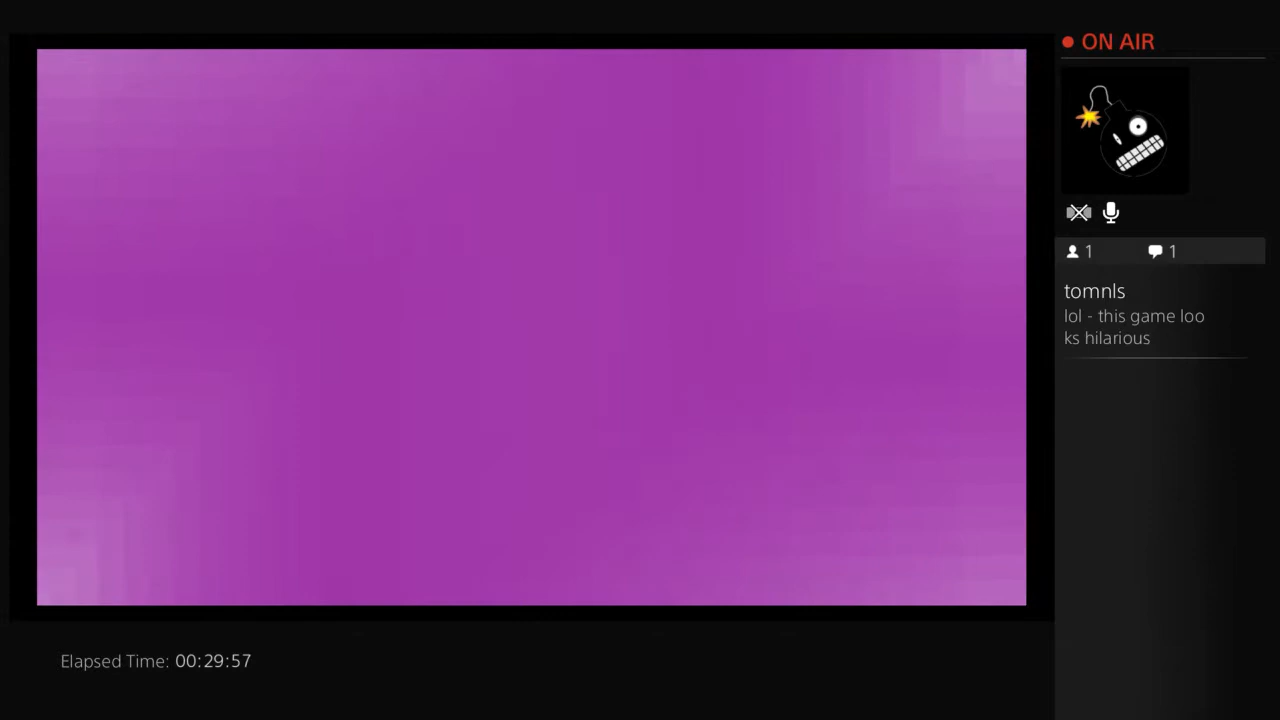 ON AIR
1
1
tomnls
lol - this game loo
ks hilarious
Elapsed Time: 00:29:57